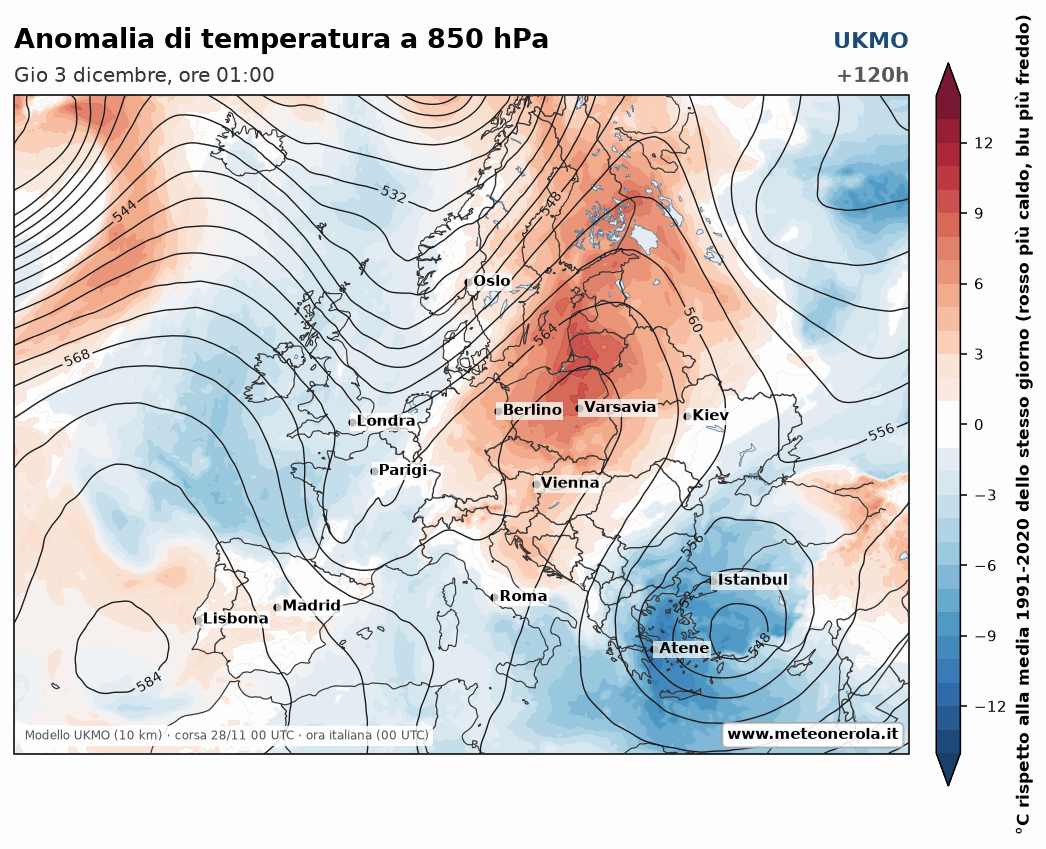 Anomalia di temperatura a 850 hPa
UKMO
Gio 3 dicembre, ore 01:00
+120h
532
544
548
Oslo
564
560
568
Londra
Berlino
Varsavia
Kiev
556
Parigi
Vienna
556
Istanbul
Roma
Madrid
Lisbona
Atene
548
584
Modello UKMO (10 km) · corsa 28/11 00 UTC · ora italiana (00 UTC)
www.meteonerola.it
12
9
6
3
0
−3
−6
−9
−12
°C rispetto alla media 1991-2020 dello stesso giorno (rosso più caldo, blu più freddo)